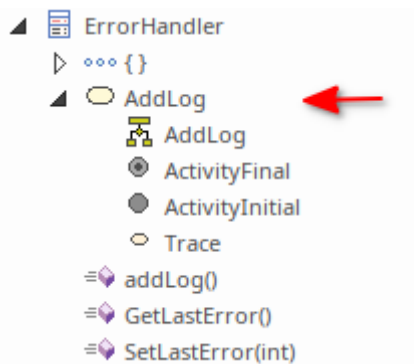 ErrorHandler
{ }
AddLog
AddLog
ActivityFinal
ActivityInitial
Trace
addLog()
GetLastError()
SetLastError(int)